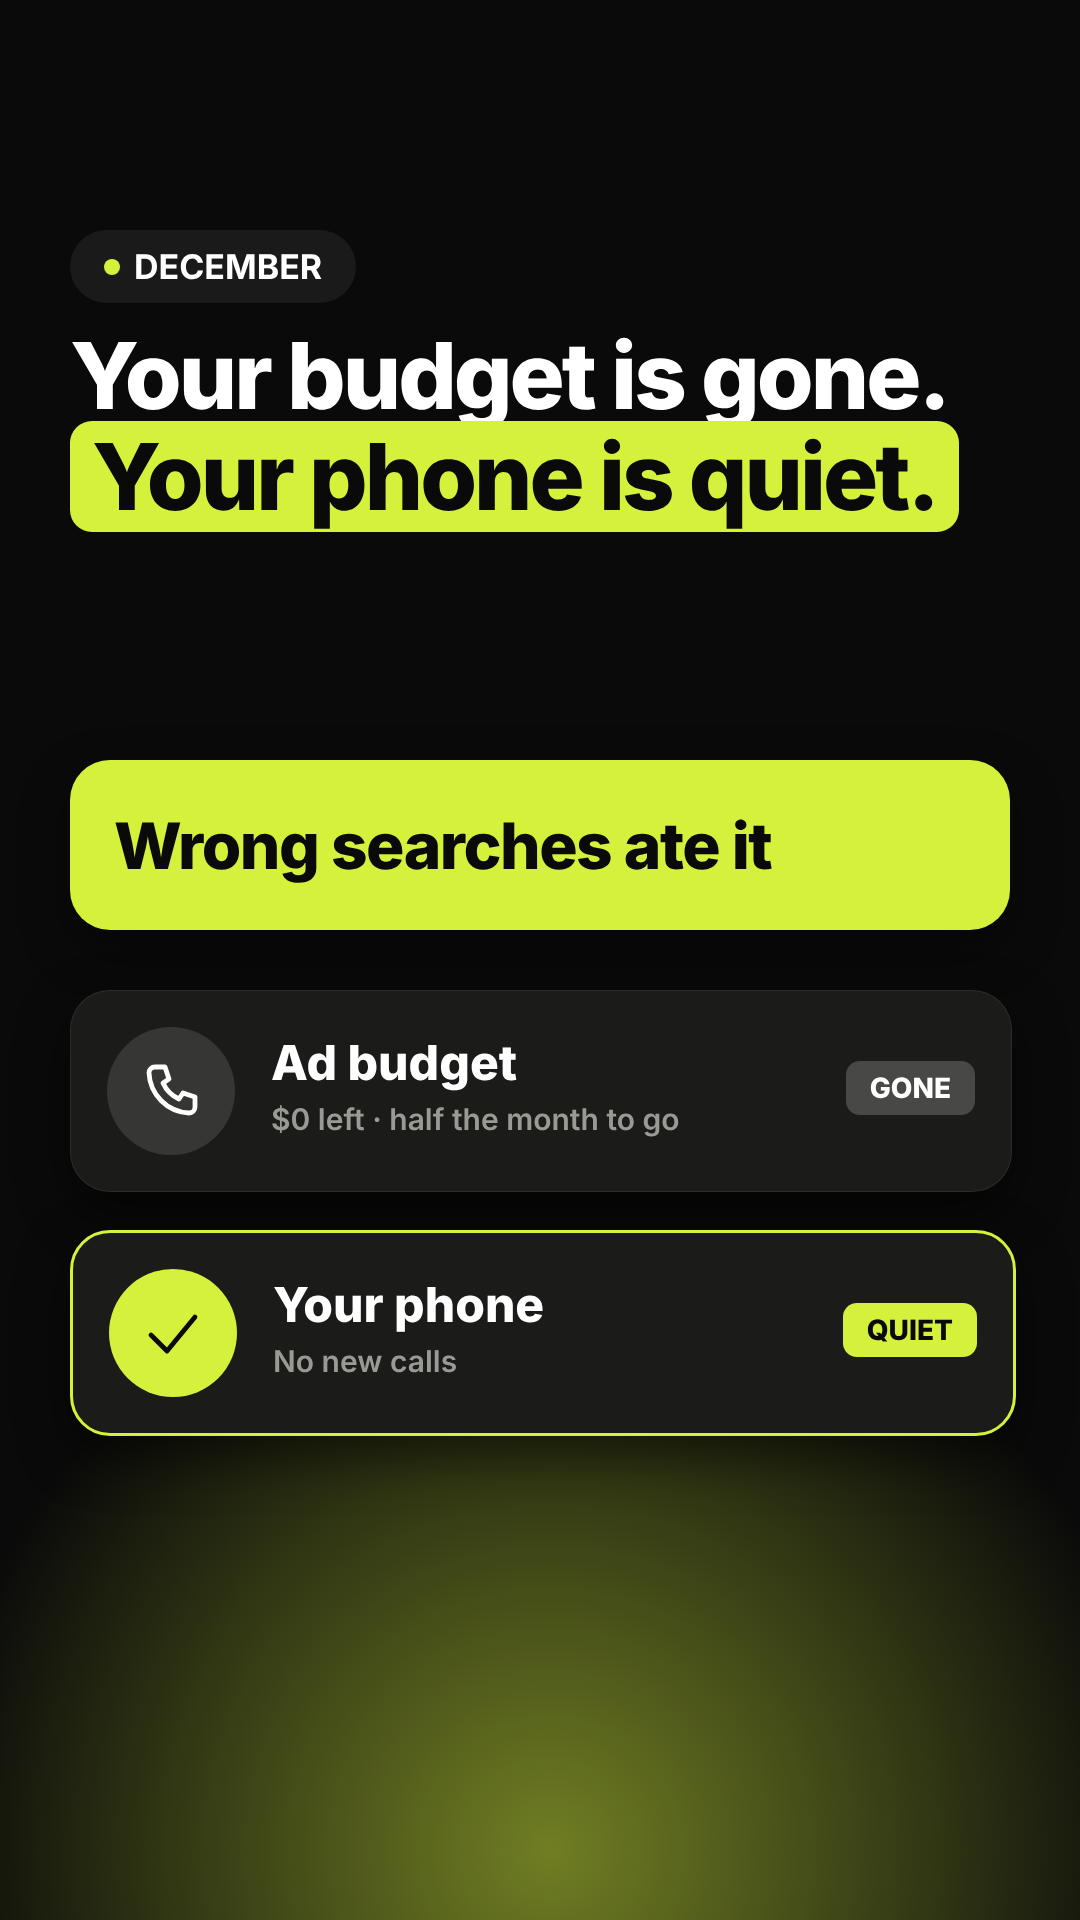 DECEMBER
Your budget is gone.
Your phone is quiet.
Wrong searches ate it
Ad budget
$0 left · half the month to go
GONE
Your phone
No new calls
QUIET